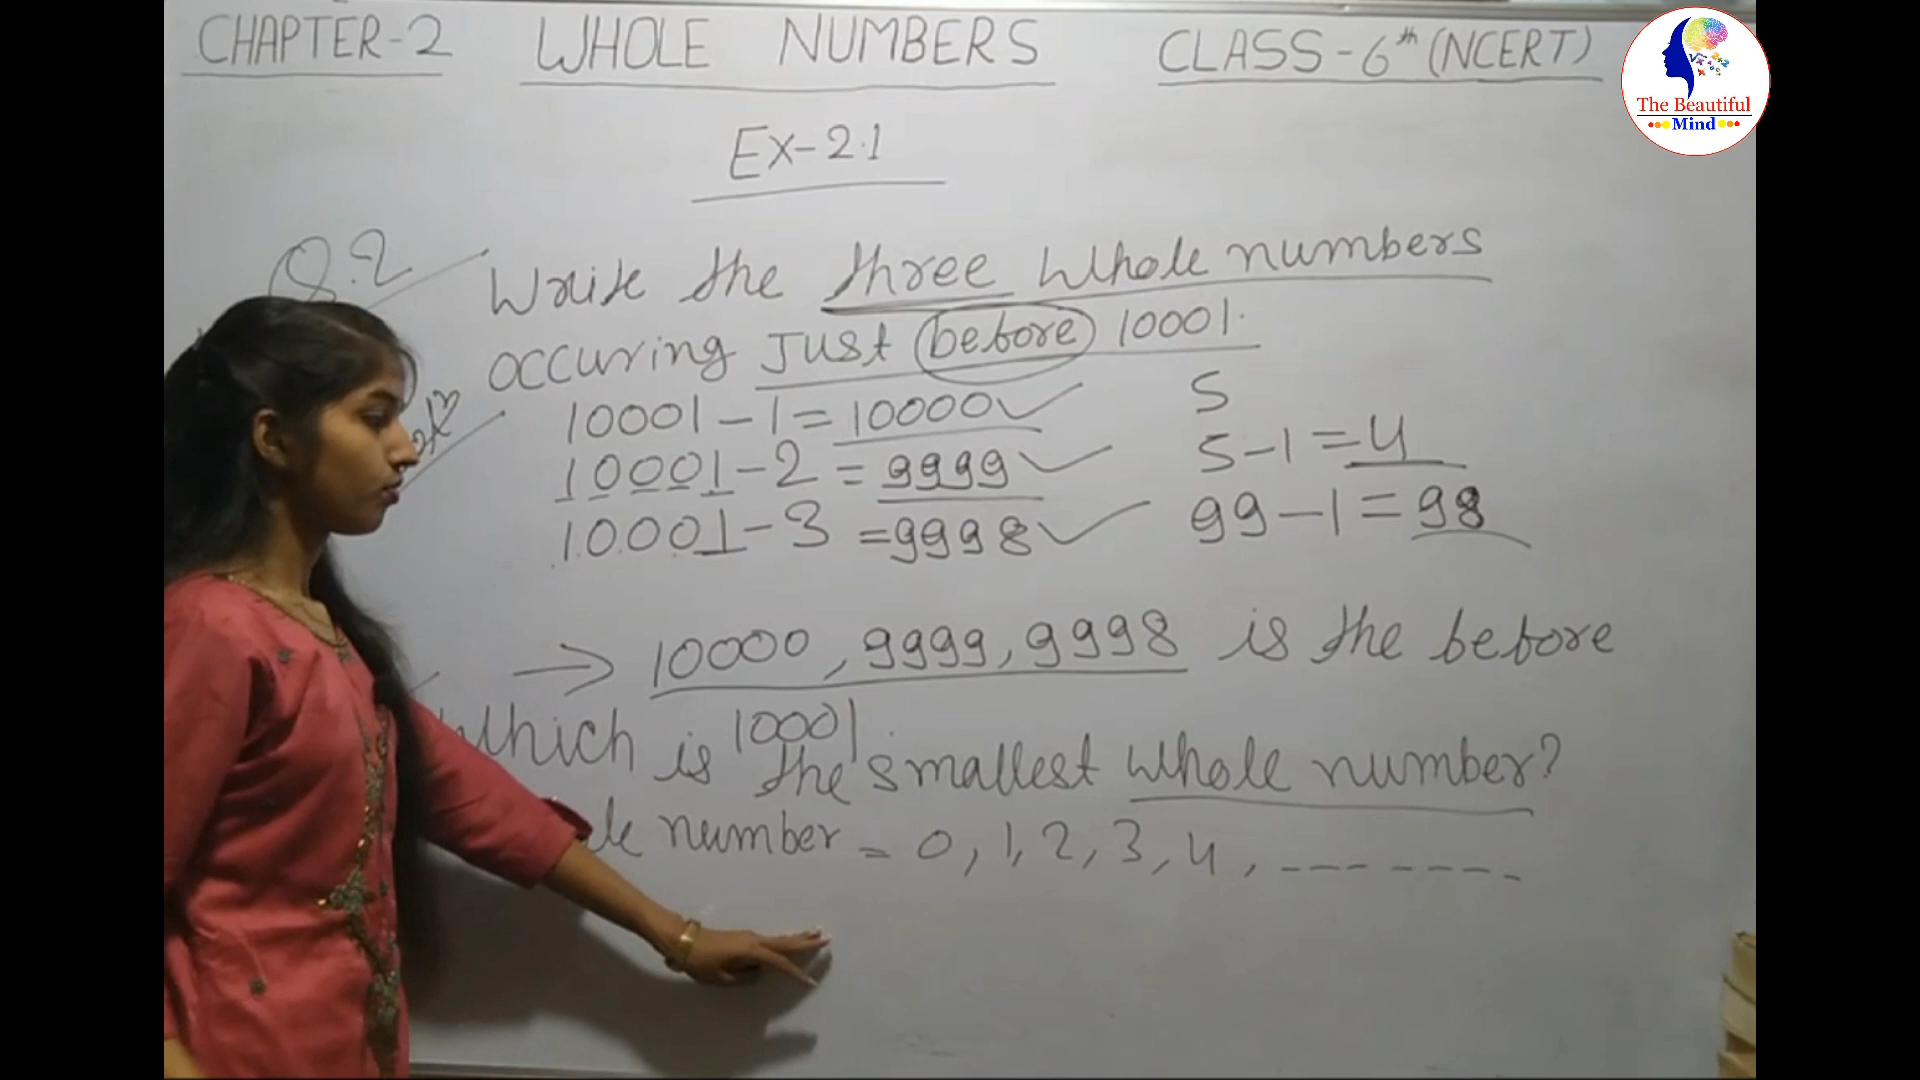 CHAPTER-2 WHOLE NUMBERS CLASS-6th (NCERT)
The Beautiful
Mind
Ex-2.1
Q.2 Write the three whole numbers
occuring Just before 10001.
10001-1=10000✓
10001-2=9999✓
10001-3=9998✓
5
5-1=4
99-1=98
→ 10000, 9999, 9998 is the before
10001.
Which is the smallest whole number?
number = 0, 1, 2, 3, 4, -------